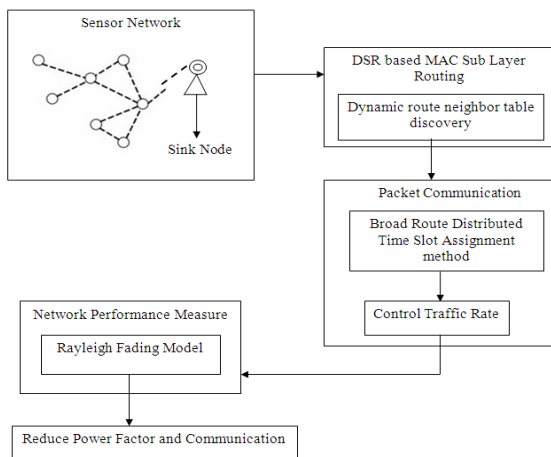 Sensor Network
Sink Node
DSR based MAC Sub Layer
Routing
Dynamic route neighbor table
discovery
Packet Communication
Broad Route Distributed
Time Slot Assignment
method
Control Traffic Rate
Network Performance Measure
Rayleigh Fading Model
Reduce Power Factor and Communication